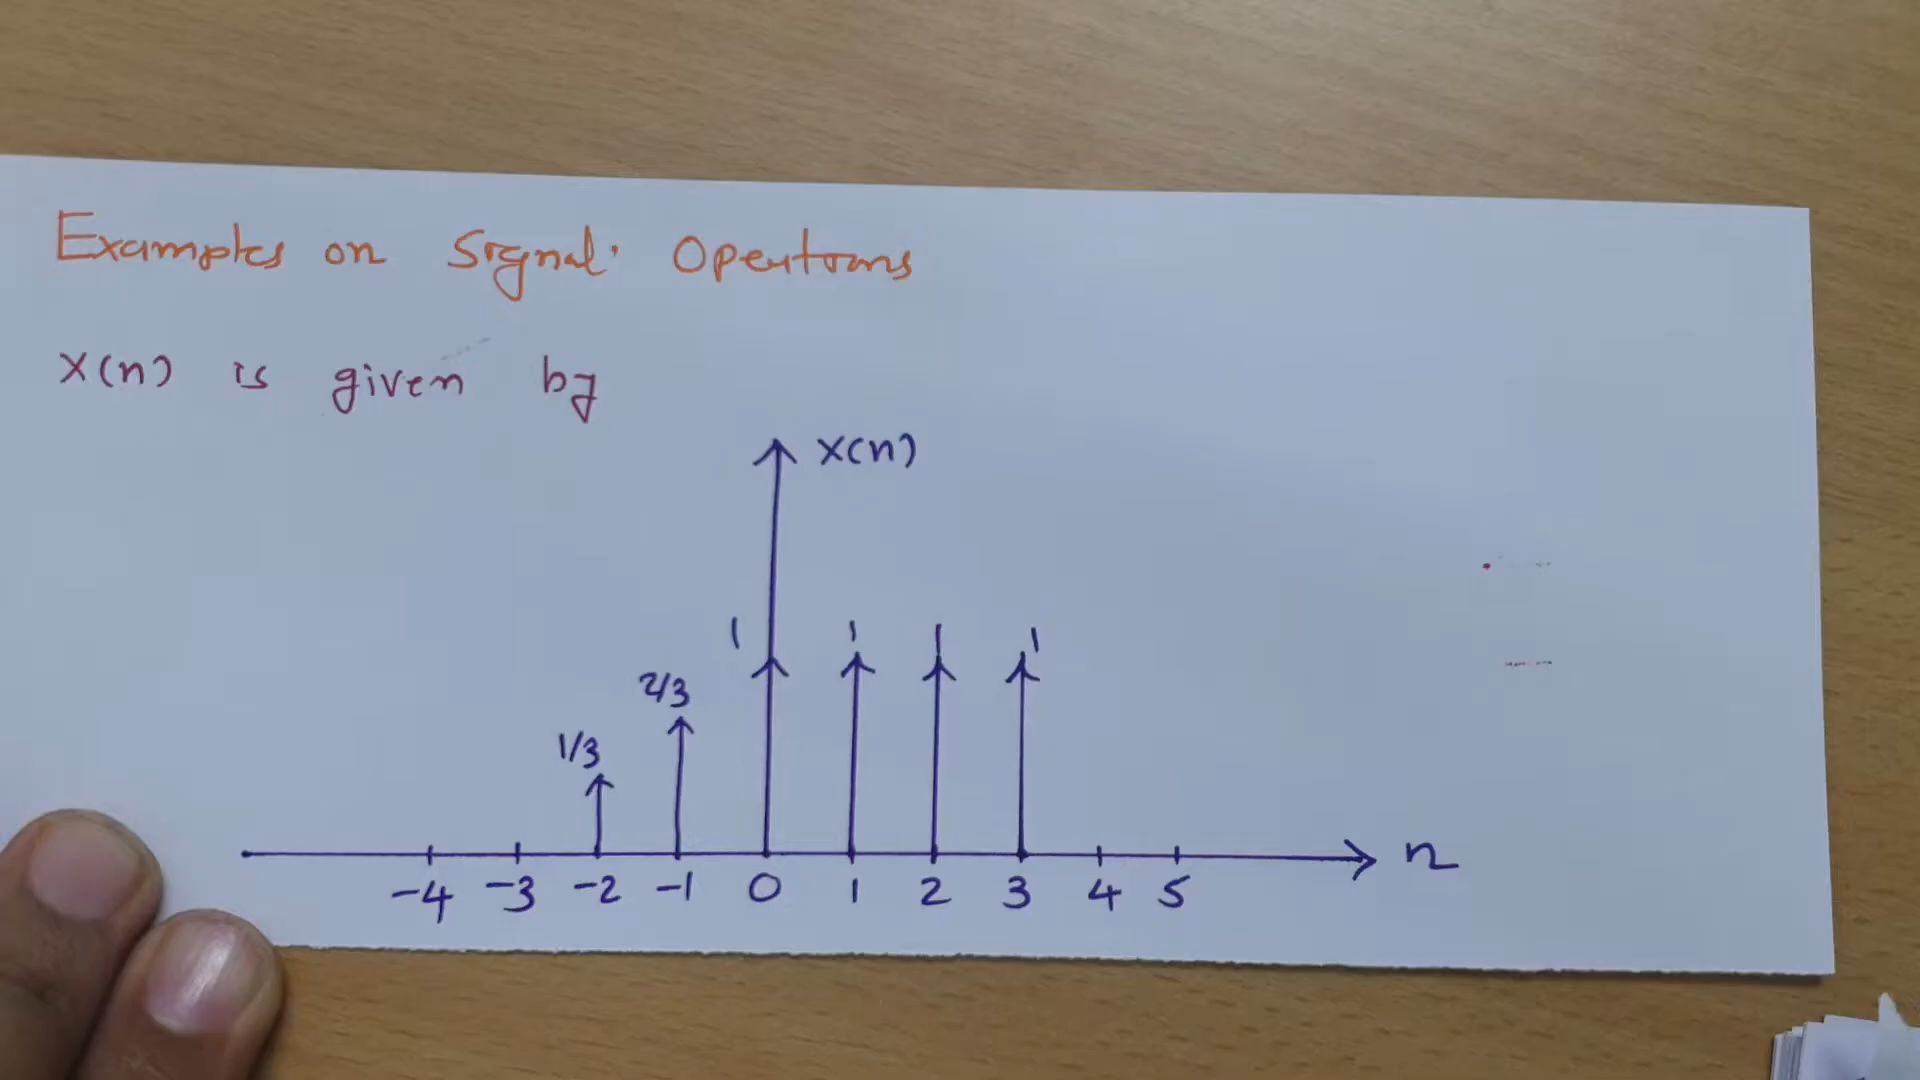 Examples on Signal Opertions
x(n) is given by
x(n)
1 1 1 1
2/3
1/3
n
-4 -3 -2 -1 0 1 2 3 4 5